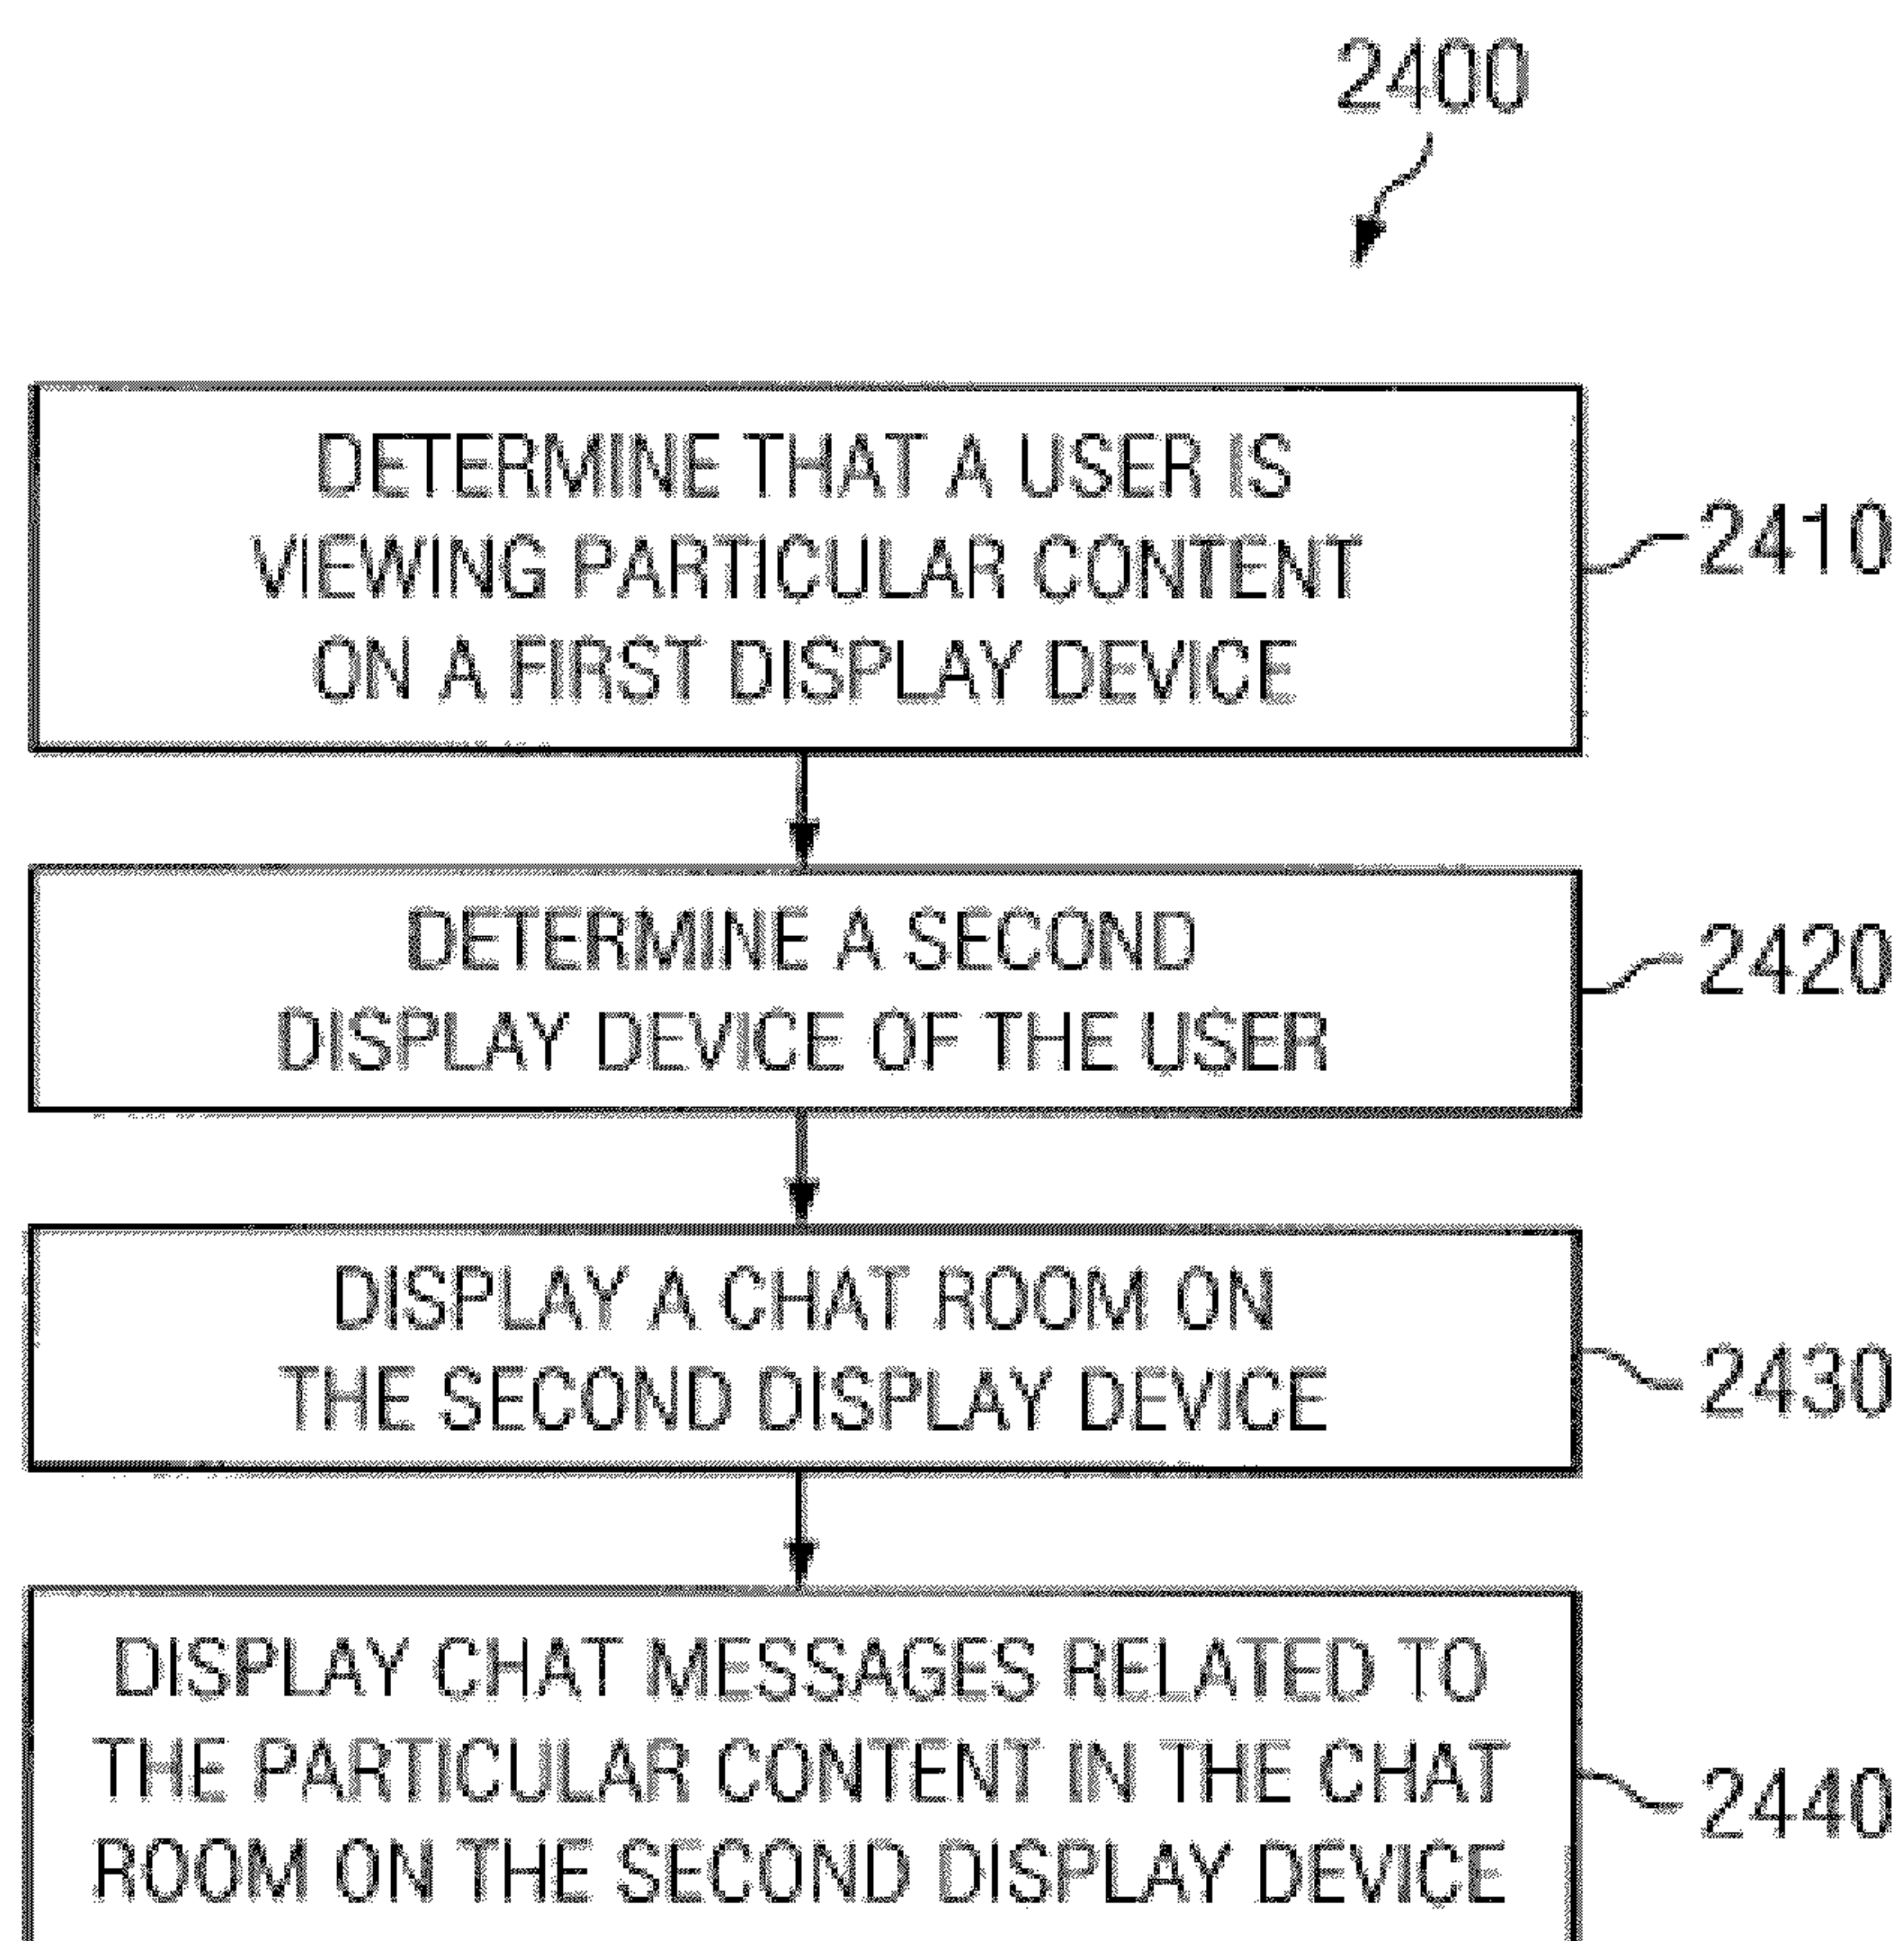 2400
DETERMINE THAT A USER IS
VIEWING PARTICULAR CONTENT
ON A FIRST DISPLAY DEVICE
2410
DETERMINE A SECOND
DISPLAY DEVICE OF THE USER
2420
DISPLAY A CHAT ROOM ON
THE SECOND DISPLAY DEVICE
2430
DISPLAY CHAT MESSAGES RELATED TO
THE PARTICULAR CONTENT IN THE CHAT
ROOM ON THE SECOND DISPLAY DEVICE
2440